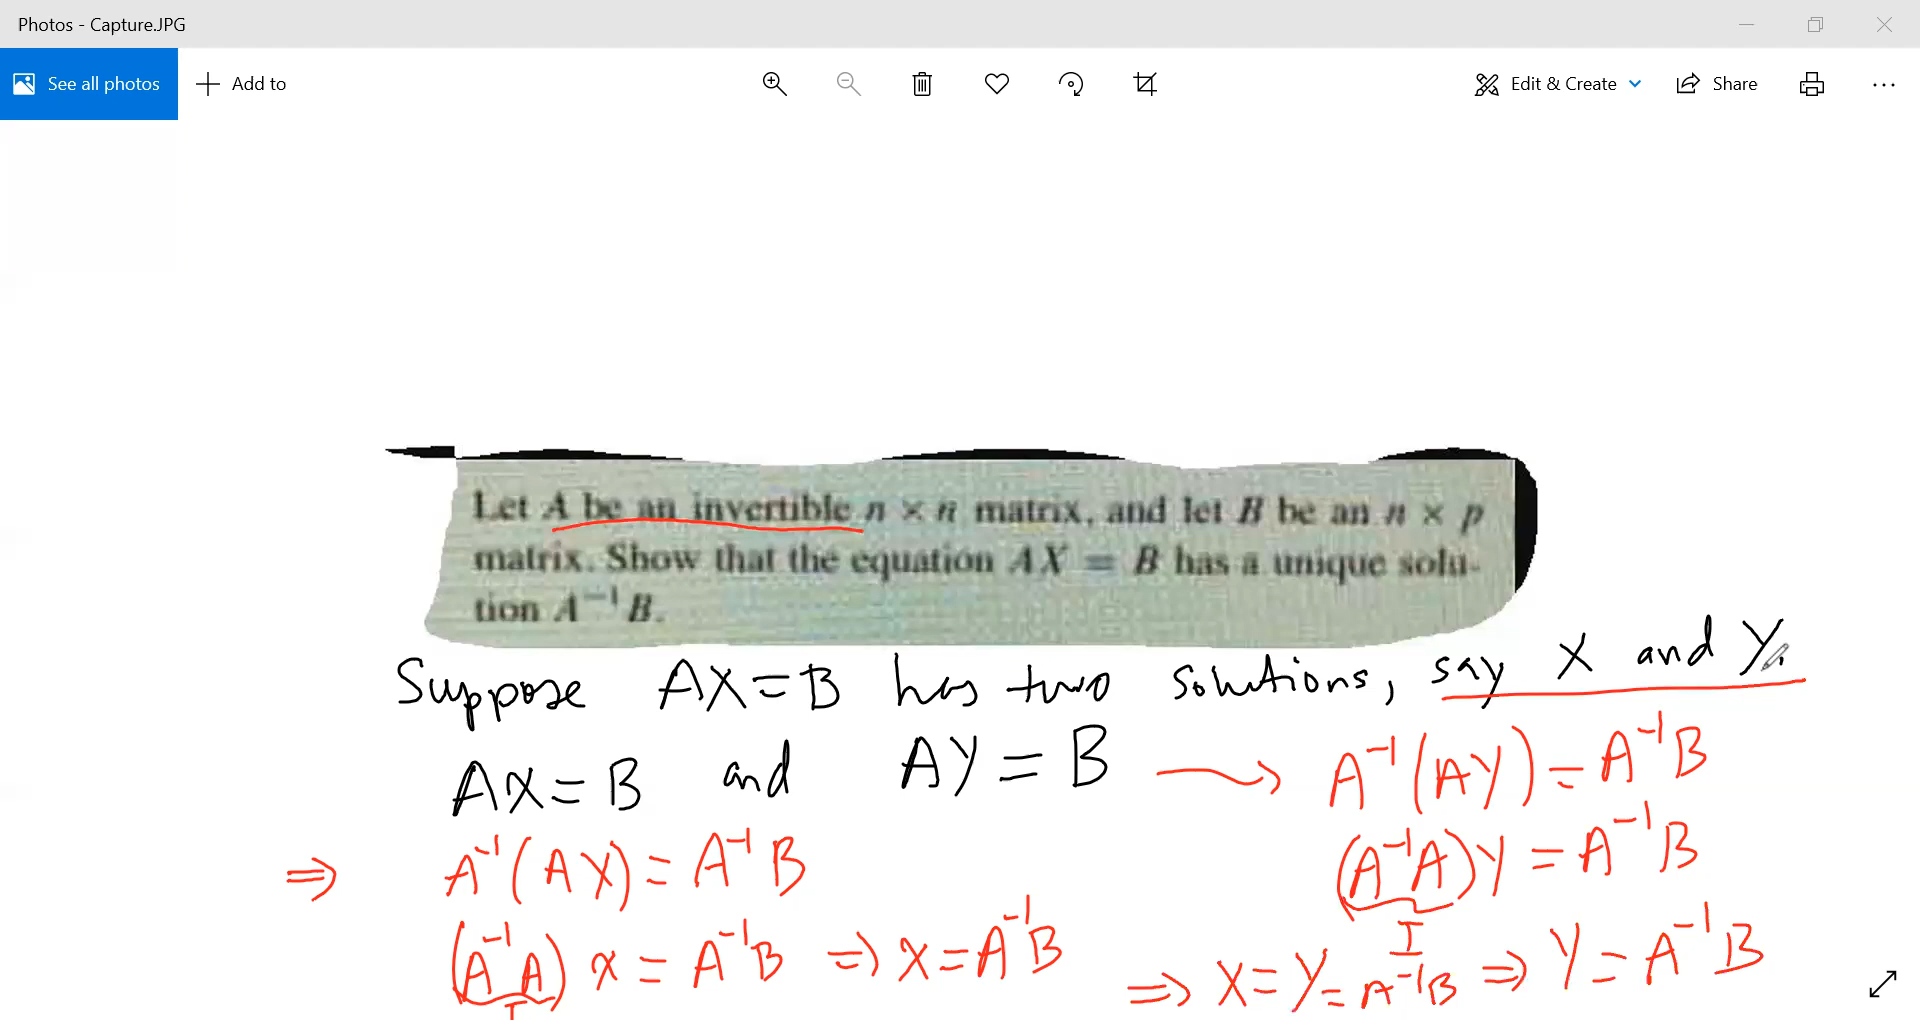 Photos - Capture.JPG
See all photos
Add to
Edit & Create
Share
Let A be an invertible n × n matrix, and let B be an n × p
matrix. Show that the equation AX = B has a unique solu-
tion A⁻¹B.
Suppose AX=B has two solutions, say X and Y.
AX=B and AY=B → A⁻¹(AY)=A⁻¹B
⇒ A⁻¹(AX)=A⁻¹B
(A⁻¹A)Y=A⁻¹B
I
(A⁻¹A)X=A⁻¹B ⇒ X=A⁻¹B
I
⇒ X=Y=A⁻¹B ⇒ Y=A⁻¹B